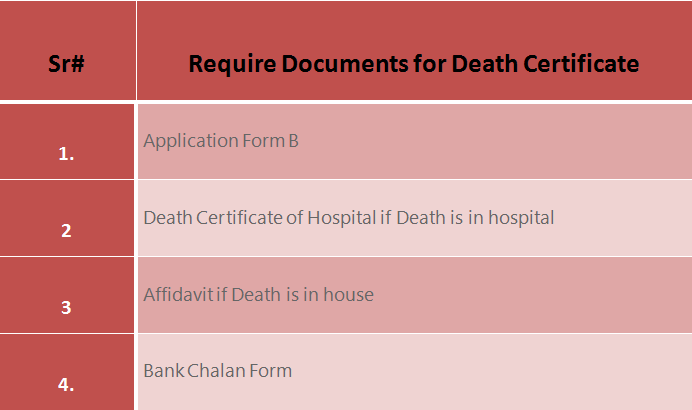 Sr# Require Documents for Death Certificate
1. Application Form B
2 Death Certificate of Hospital if Death is in hospital
3 Affidavit if Death is in house
4. Bank Chalan Form